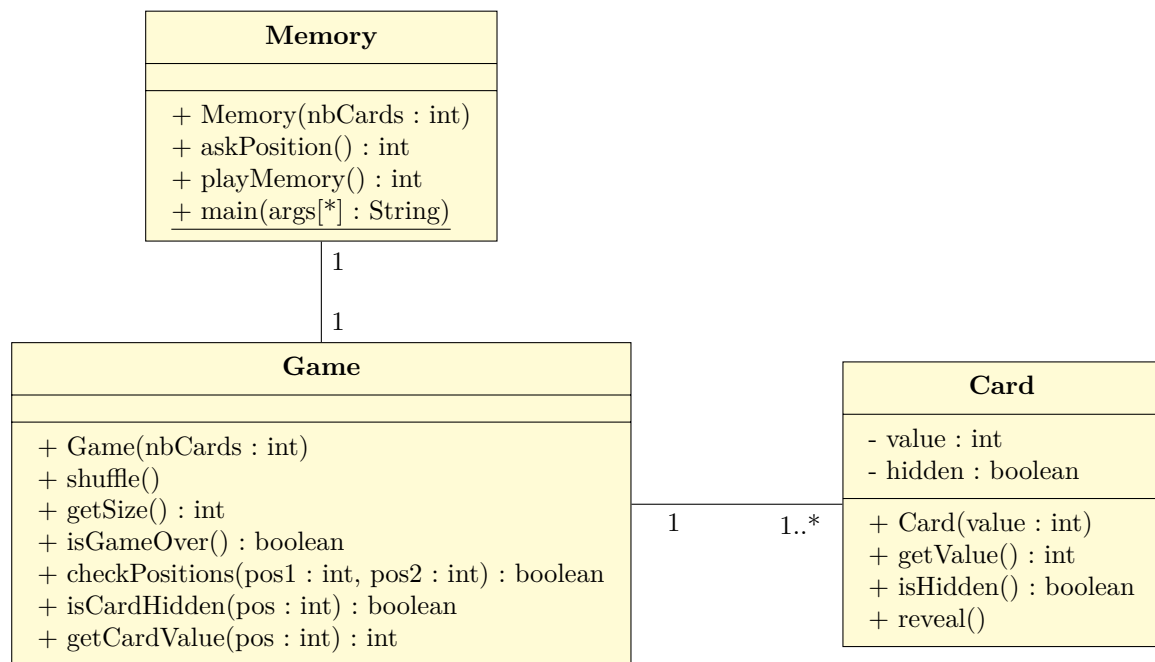 Memory
+ Memory(nbCards : int)
+ askPosition() : int
+ playMemory() : int
+ main(args[*] : String)
1
1
Game
+ Game(nbCards : int)
+ shuffle()
+ getSize() : int
+ isGameOver() : boolean
+ checkPositions(pos1 : int, pos2 : int) : boolean
+ isCardHidden(pos : int) : boolean
+ getCardValue(pos : int) : int
1
1..*
Card
- value : int
- hidden : boolean
+ Card(value : int)
+ getValue() : int
+ isHidden() : boolean
+ reveal()